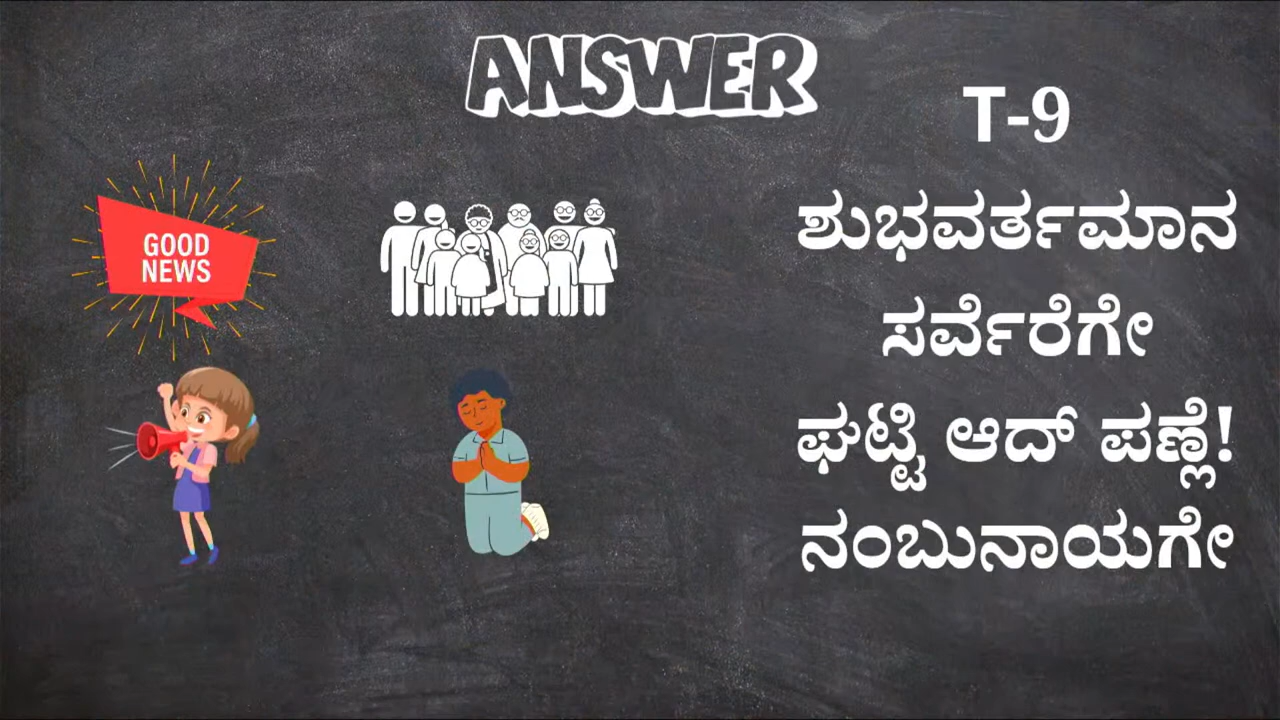 ANSWER
T-9
GOOD
NEWS
ಶುಭವರ್ತಮಾನ
ಸರ್ವೆರೆಗೇ
ಘಟ್ಟಿ ಆದ್ ಪಣ್ಲೆ!
ನಂಬುನಾಯಗೇ